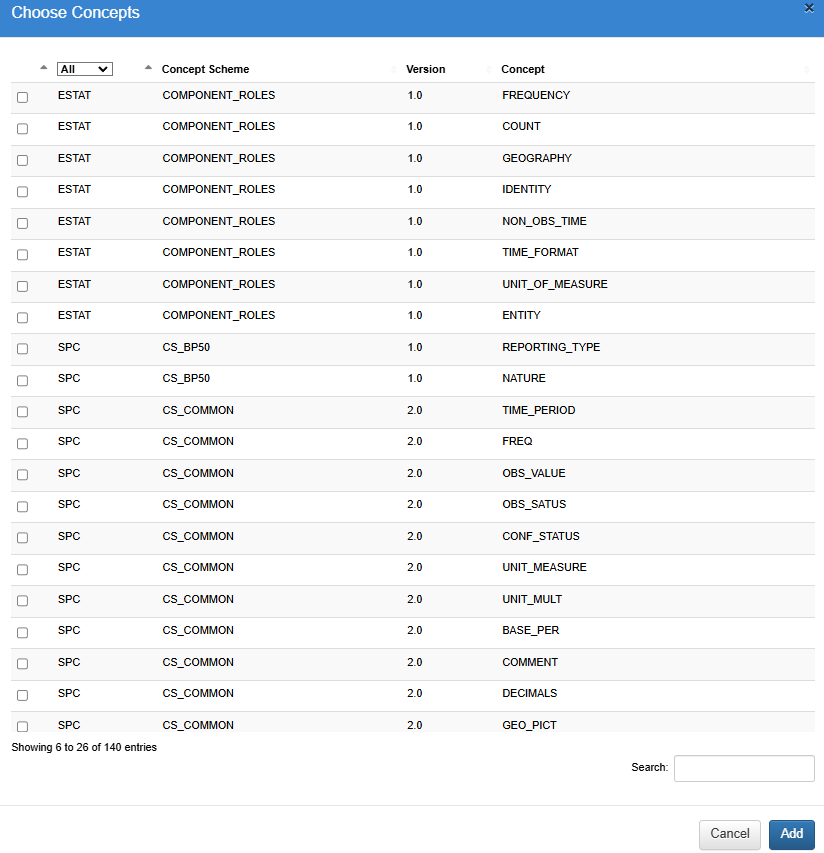 Choose Concepts
All Concept Scheme Version Concept
ESTAT COMPONENT_ROLES 1.0 FREQUENCY
ESTAT COMPONENT_ROLES 1.0 COUNT
ESTAT COMPONENT_ROLES 1.0 GEOGRAPHY
ESTAT COMPONENT_ROLES 1.0 IDENTITY
ESTAT COMPONENT_ROLES 1.0 NON_OBS_TIME
ESTAT COMPONENT_ROLES 1.0 TIME_FORMAT
ESTAT COMPONENT_ROLES 1.0 UNIT_OF_MEASURE
ESTAT COMPONENT_ROLES 1.0 ENTITY
SPC CS_BP50 1.0 REPORTING_TYPE
SPC CS_BP50 1.0 NATURE
SPC CS_COMMON 2.0 TIME_PERIOD
SPC CS_COMMON 2.0 FREQ
SPC CS_COMMON 2.0 OBS_VALUE
SPC CS_COMMON 2.0 OBS_SATUS
SPC CS_COMMON 2.0 CONF_STATUS
SPC CS_COMMON 2.0 UNIT_MEASURE
SPC CS_COMMON 2.0 UNIT_MULT
SPC CS_COMMON 2.0 BASE_PER
SPC CS_COMMON 2.0 COMMENT
SPC CS_COMMON 2.0 DECIMALS
SPC CS_COMMON 2.0 GEO_PICT
Showing 6 to 26 of 140 entries
Search:
Cancel Add